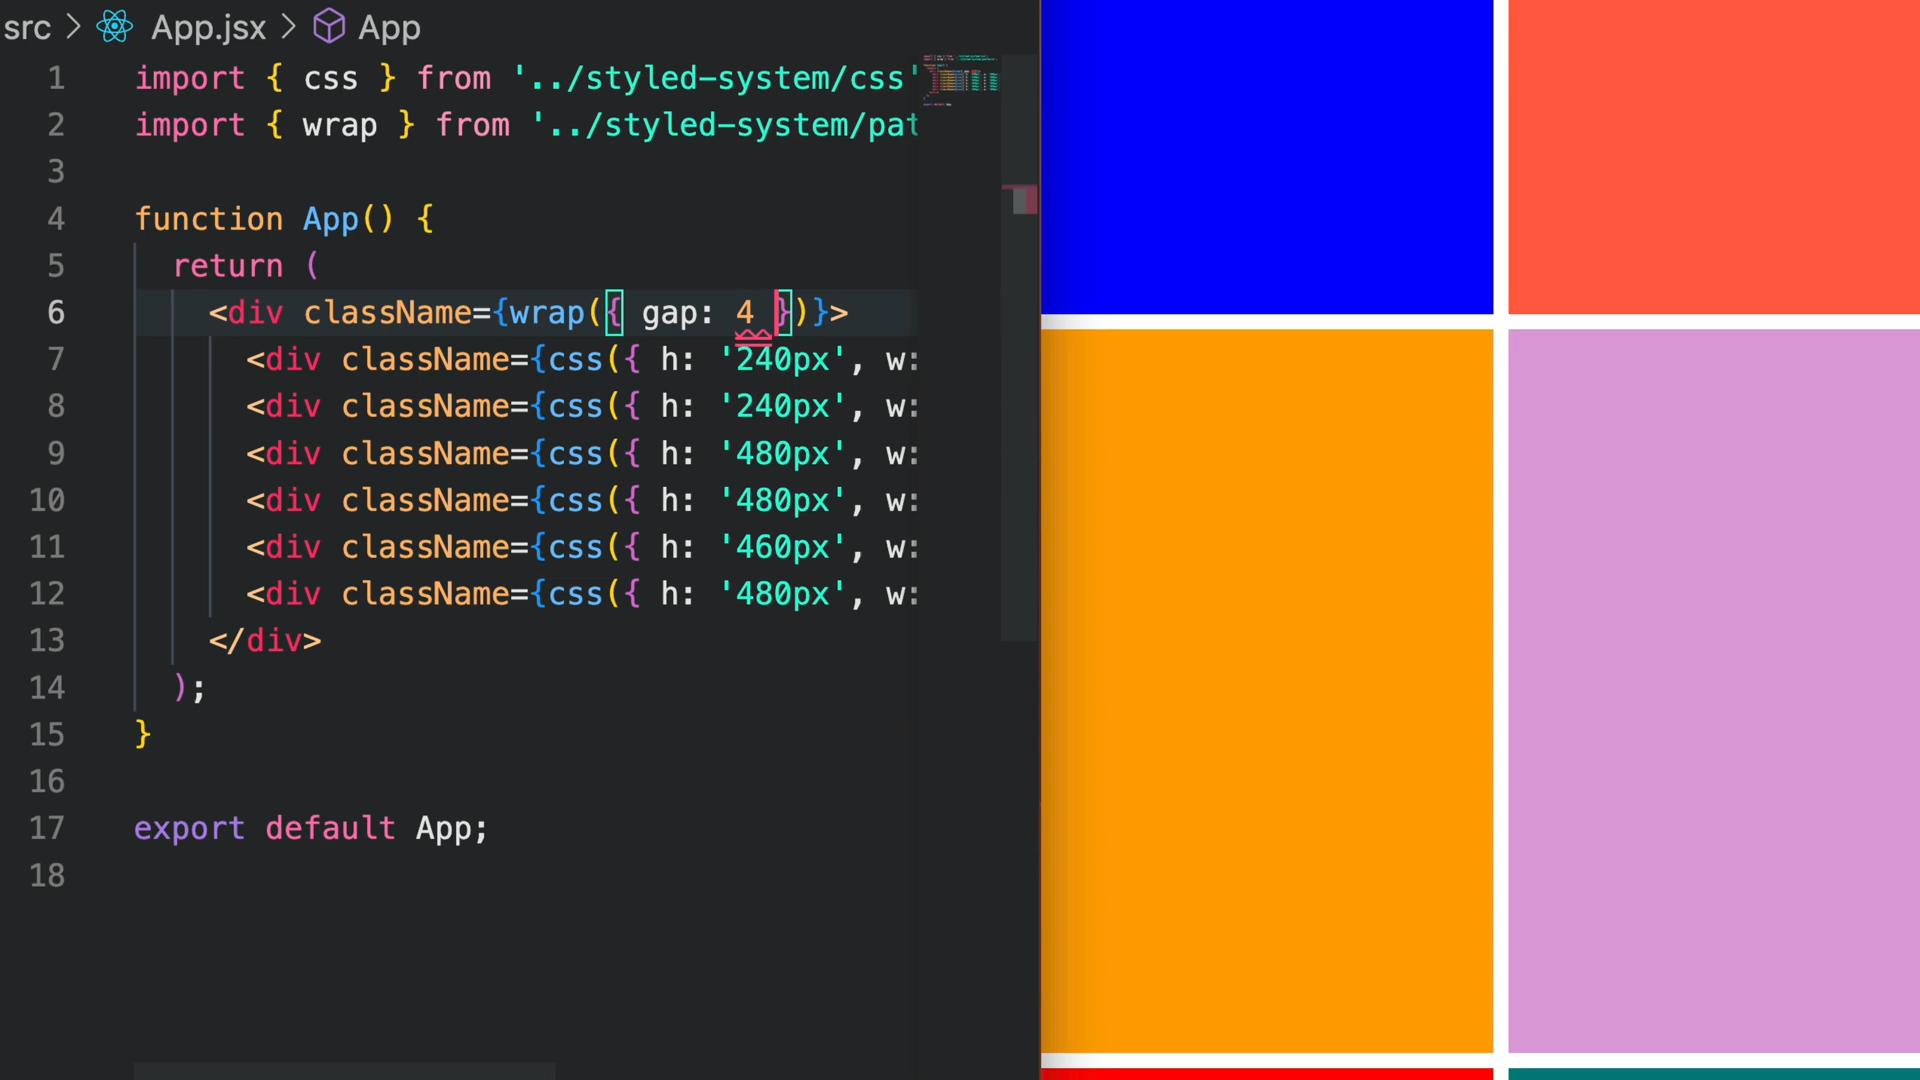 src > App.jsx > App
1 import { css } from '../styled-system/css'
2 import { wrap } from '../styled-system/pat
3
4 function App() {
5 return (
6 <div className={wrap({ gap: 4 })}>
7 <div className={css({ h: '240px', w:
8 <div className={css({ h: '240px', w:
9 <div className={css({ h: '480px', w:
10 <div className={css({ h: '480px', w:
11 <div className={css({ h: '460px', w:
12 <div className={css({ h: '480px', w:
13 </div>
14 );
15 }
16
17 export default App;
18